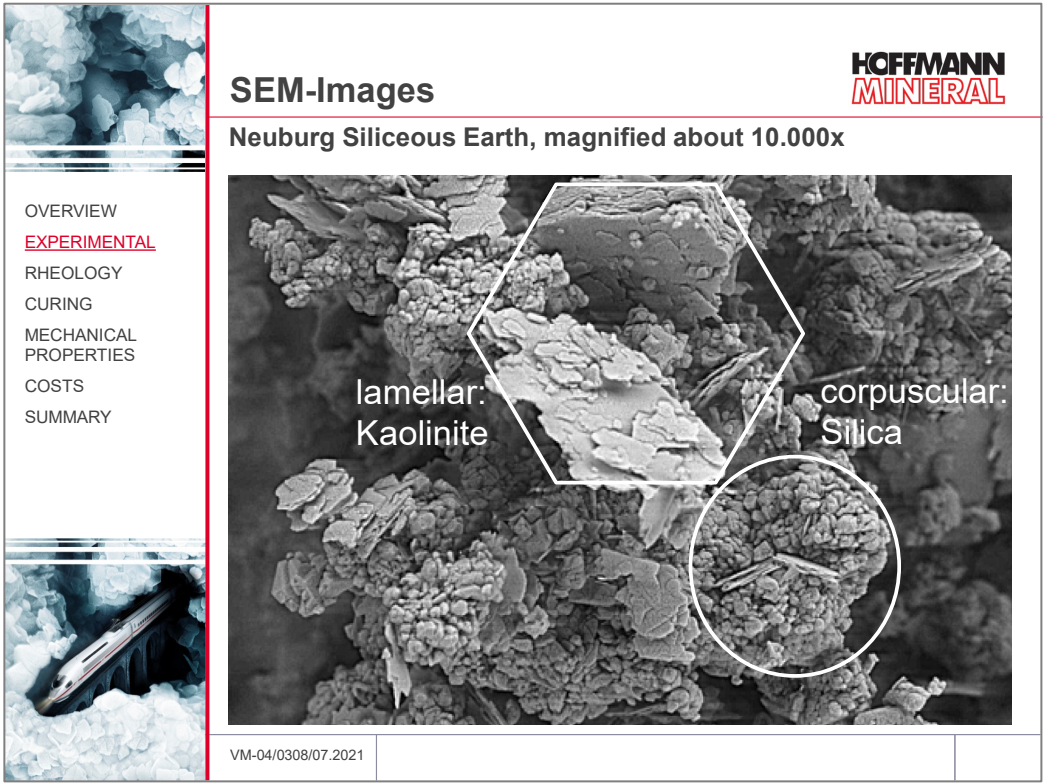 SEM-Images
HOFFMANN
MINERAL
Neuburg Siliceous Earth, magnified about 10.000x
OVERVIEW
EXPERIMENTAL
RHEOLOGY
CURING
MECHANICAL
PROPERTIES
COSTS
SUMMARY
lamellar:
Kaolinite
corpuscular:
Silica
VM-04/0308/07.2021